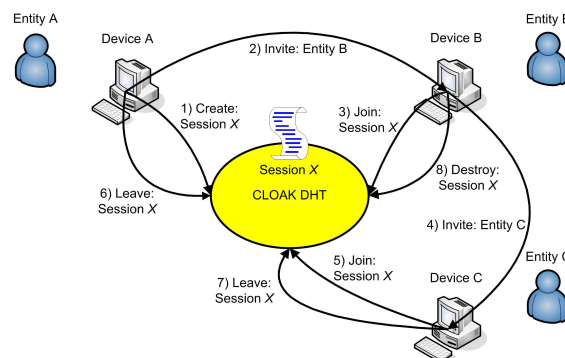 Entity A
Device A
2) Invite: Entity B
Device B
Entity B
1) Create:
Session X
3) Join:
Session X
Session X
CLOAK DHT
6) Leave:
Session X
8) Destroy:
Session X
4) Invite: Entity C
5) Join:
Session X
7) Leave:
Session X
Device C
Entity C